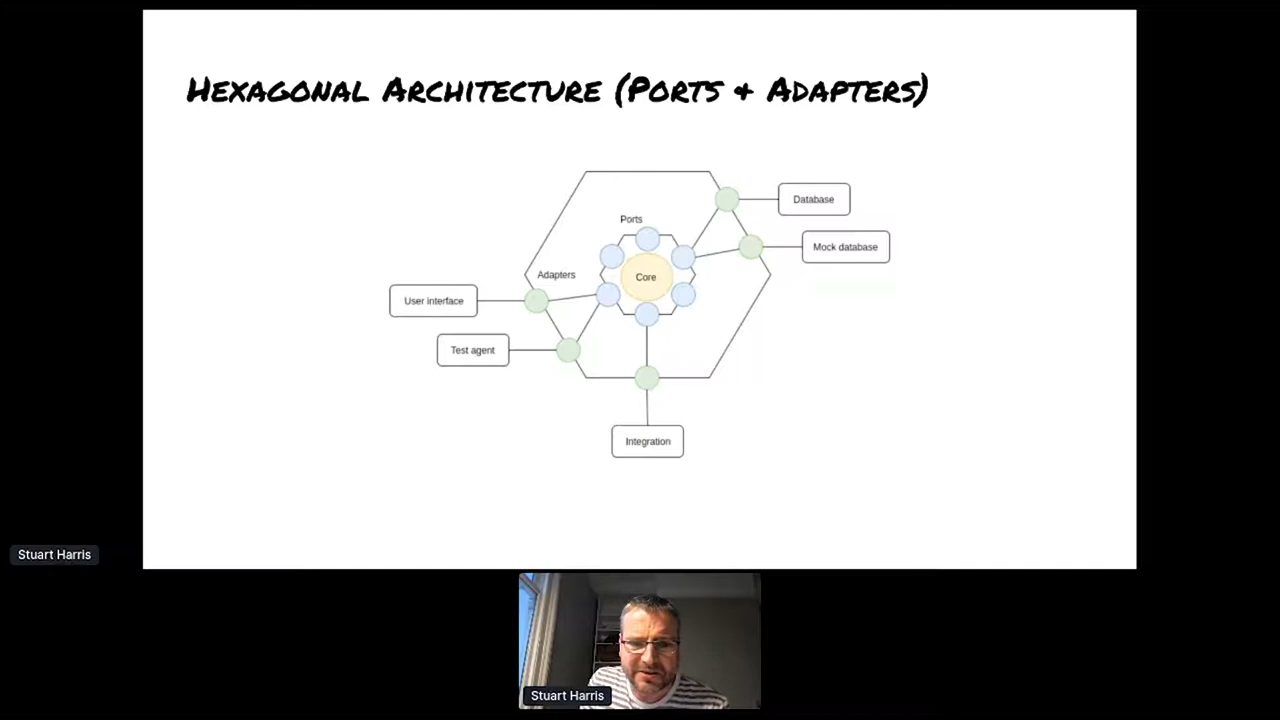 Hexagonal Architecture (Ports & Adapters)
Database
Ports
Mock database
Adapters
Core
User interface
Test agent
Integration
Stuart Harris
Stuart Harris